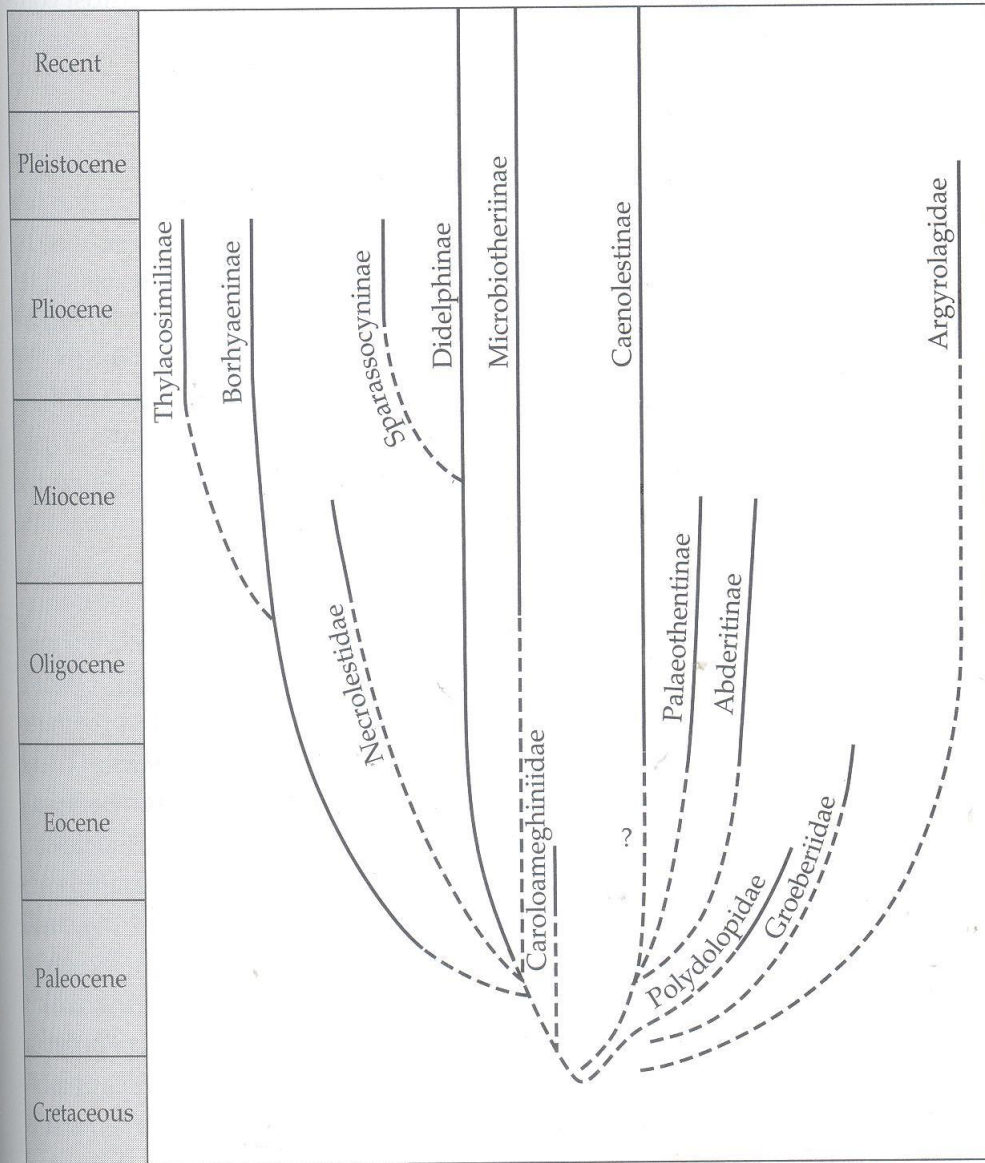 Recent
Pleistocene
Pliocene
Miocene
Oligocene
Eocene
Paleocene
Cretaceous
Thylacosimilinae
Borhyaeninae
Necrolestidae
Sparassocyninae
Didelphinae
Microbiotheriinae
Caroloameghiniidae
Caenolestinae
?
Palaeothentinae
Abderitinae
Polydolopidae
Groeberiidae
Argyrolagidae